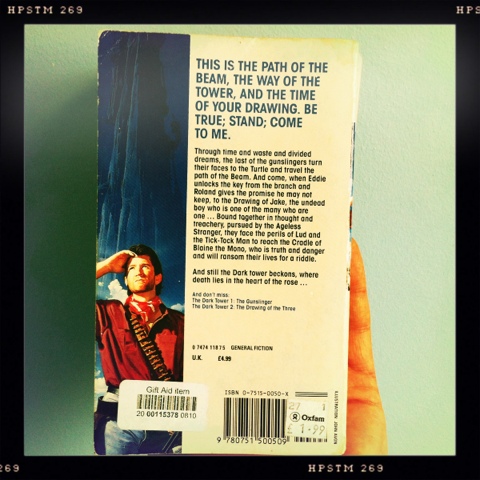 HPSTM 269
HPS
THIS IS THE PATH OF THE
BEAM, THE WAY OF THE
TOWER, AND THE TIME
OF YOUR DRAWING. BE
TRUE; STAND; COME
TO ME.
Through time and waste and divided
dreams, the last of the gunslingers turn
their faces to the Turtle and travel the
path of the Beam. And come, when Eddie
unlocks the key from the branch and
Roland gives the promise he may not
keep, to the Drawing of Jake, the undead
boy who is one of the many who are
one ... Bound together in thought and
treachery, pursued by the Ageless
Stranger, they face the perils of Lud and
the Tick-Tock Man to reach the Cradle of
Blaine the Mono, who is truth and danger
and will ransom their lives for a riddle.
And still the Dark tower beckons, where
death lies in the heart of the rose ...
And don't miss:
The Dark Tower 1: The Gunslinger
The Dark Tower 2: The Drawing of the Three
0 7474 1187 5 GENERAL FICTION
U.K. £4.99
Gift Aid item
20 00115378 0810
ISBN 0-7515-0050-X
9 780751 500509
27 1
Oxfam
£ 1.99
269
HPSTM 269